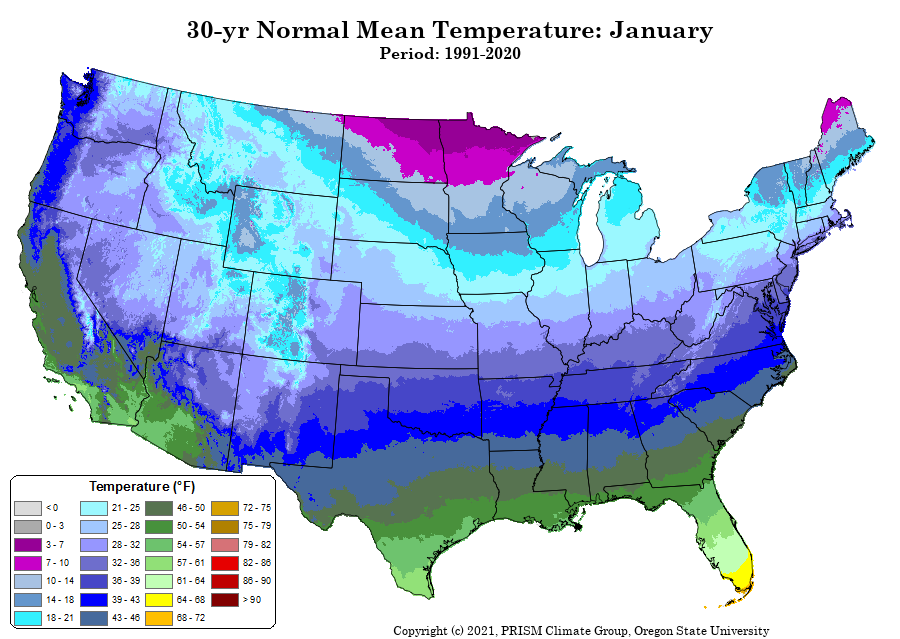 30-yr Normal Mean Temperature: January
Period: 1991-2020
Temperature (°F)
< 0 21 - 25 46 - 50 72 - 75
0 - 3 25 - 28 50 - 54 75 - 79
3 - 7 28 - 32 54 - 57 79 - 82
7 - 10 32 - 36 57 - 61 82 - 86
10 - 14 36 - 39 61 - 64 86 - 90
14 - 18 39 - 43 64 - 68 > 90
18 - 21 43 - 46 68 - 72
Copyright (c) 2021, PRISM Climate Group, Oregon State University